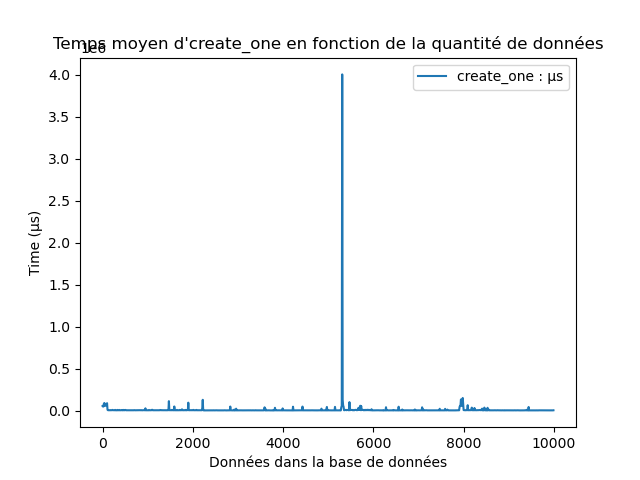 Temps moyen d'create_one en fonction de la quantité de données
1e6
create_one : µs
4.0
3.5
3.0
2.5
2.0
1.5
1.0
0.5
0.0
Time (µs)
0 2000 4000 6000 8000 10000
Données dans la base de données